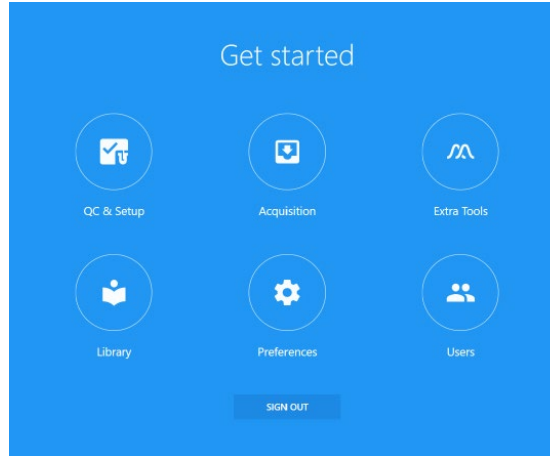 Get started
QC & Setup
Acquisition
Extra Tools
Library
Preferences
Users
SIGN OUT